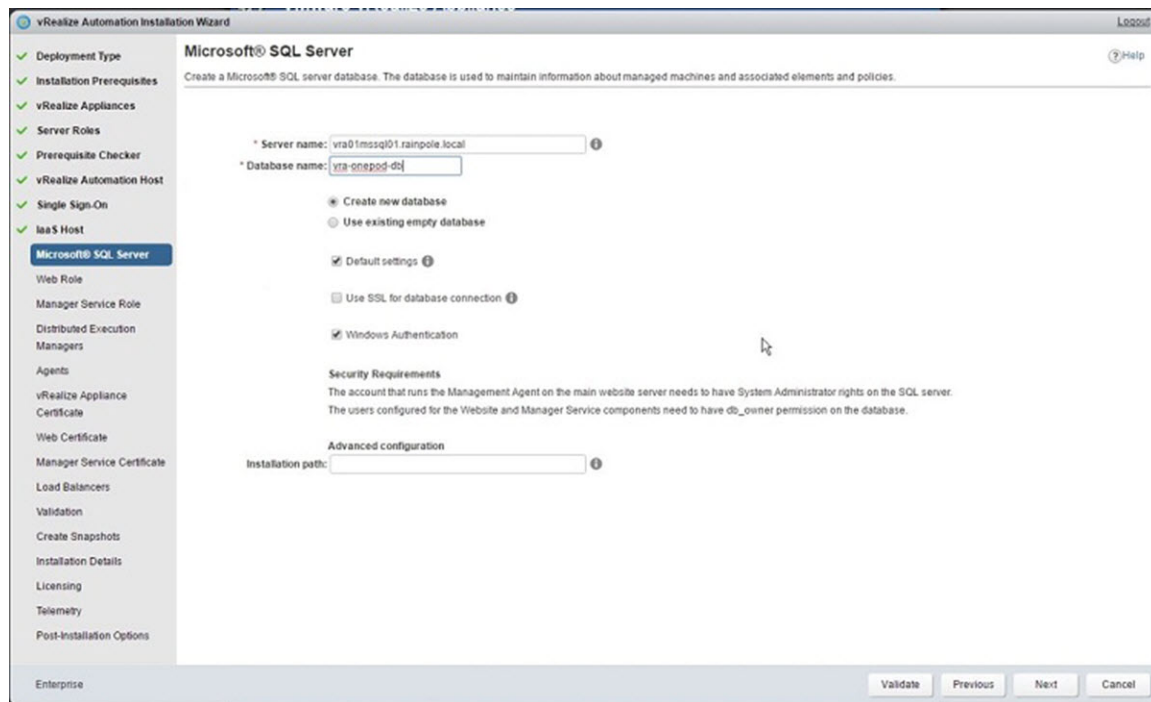 vRealize Automation Installation Wizard
Logout
Deployment Type
Installation Prerequisites
vRealize Appliances
Server Roles
Prerequisite Checker
vRealize Automation Host
Single Sign-On
IaaS Host
Microsoft® SQL Server
Web Role
Manager Service Role
Distributed Execution
Managers
Agents
vRealize Appliance
Certificate
Web Certificate
Manager Service Certificate
Load Balancers
Validation
Create Snapshots
Installation Details
Licensing
Telemetry
Post-Installation Options
Microsoft® SQL Server
Help
Create a Microsoft® SQL server database. The database is used to maintain information about managed machines and associated elements and policies.
* Server name: vra01mssql01.rainpole.local
* Database name: vra-onepod-db
Create new database
Use existing empty database
Default settings
Use SSL for database connection
Windows Authentication
Security Requirements
The account that runs the Management Agent on the main website server needs to have System Administrator rights on the SQL server.
The users configured for the Website and Manager Service components need to have db_owner permission on the database.
Advanced configuration
Installation path:
Enterprise
Validate Previous Next Cancel